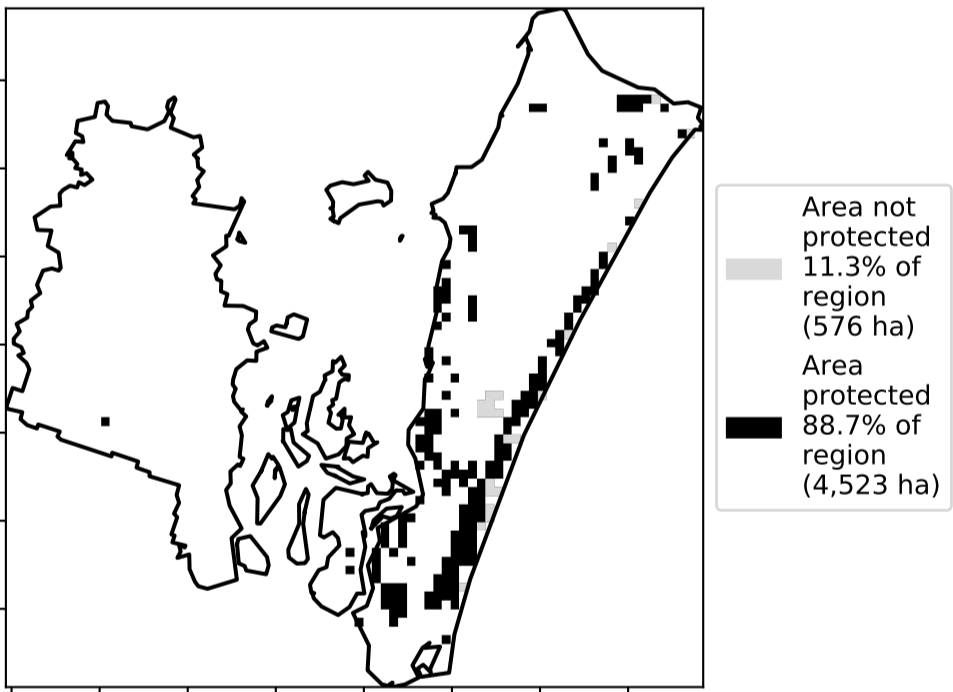 Area not
protected
11.3% of
region
(576 ha)
Area
protected
88.7% of
region
(4,523 ha)